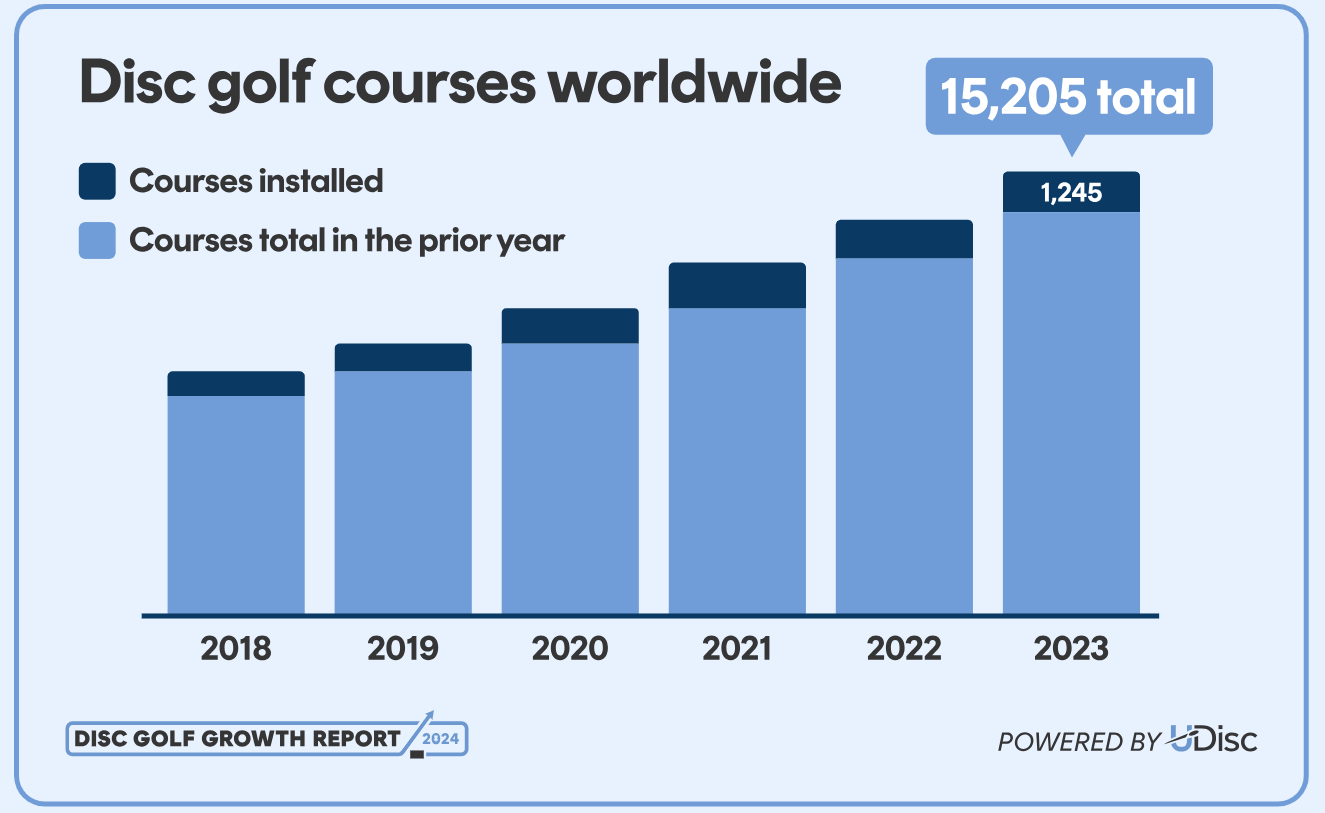 Disc golf courses worldwide
15,205 total
Courses installed
1,245
Courses total in the prior year
2018 2019 2020 2021 2022 2023
DISC GOLF GROWTH REPORT 2024
POWERED BY UDisc